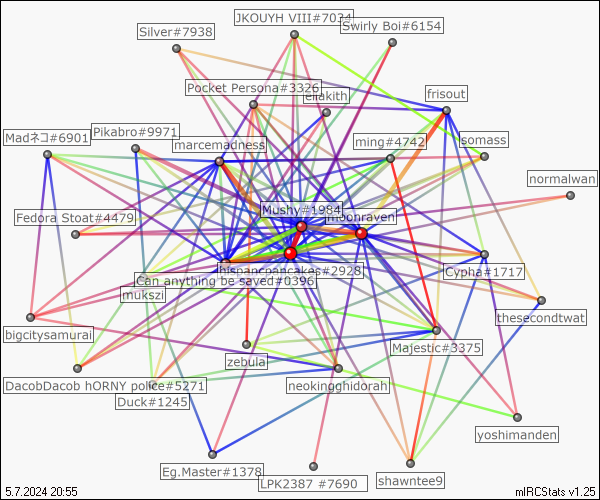 JKOUYH VIII#7034
Swirly Boi#6154
Silver#7938
Pocket Persona#3326
eliakith
frisout
Madネコ#6901
Pikabro#9971
marcemadness
ming#4742
isomass
normalwan
Mushy#1984
moonraven
Fedora Stoat#4479
hispancpancakes#2928
Cypha#1717
Can anything be saved#0396
mukszi
thesecondtwat
bigcitysamurai
Majestic#3375
zebula
DacobDacob hORNY police#5271
neokingghidorah
Duck#1245
yoshimanden
Eg.Master#1378
LPK2387 #7690
shawntee9
5.7.2024 20:55
mIRCStats v1.25